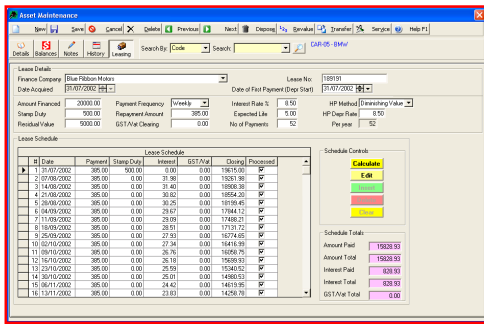 Asset Maintenance
New Save Cancel Delete Previous Next Dispose Revalue Transfer Service Help F1
Details Balances Notes History Leasing Search By: Code Search: CAR-05 - BMW
Lease Details
Finance Company Blue Ribbon Motors Lease No: 189191
Date Acquired 31/07/2002 Date of First Payment (Depr Start) 31/07/2002
Amount Financed 20000.00 Payment Frequency Weekly Interest Rate % 8.50 HP Method Diminishing Value
Stamp Duty 500.00 Repayment Amount 385.00 Expected Life 5.00 HP Depr Rate 8.50
Residual Value 5000.00 GST/Vat Clearing 0.00 No of Payments 52 Per year 52
Lease Schedule
Lease Schedule
# Date Payment Stamp Duty Interest GST/Vat Closing Processed
1 31/07/2002 385.00 500.00 0.00 0.00 19615.00
2 07/08/2002 385.00 0.00 31.98 0.00 19261.98
3 14/08/2002 385.00 0.00 31.40 0.00 18908.38
4 21/08/2002 385.00 0.00 30.82 0.00 18554.20
5 28/08/2002 385.00 0.00 30.25 0.00 18199.45
6 04/09/2002 385.00 0.00 29.67 0.00 17844.12
7 11/09/2002 385.00 0.00 29.09 0.00 17488.21
8 18/09/2002 385.00 0.00 28.51 0.00 17131.72
9 25/09/2002 385.00 0.00 27.93 0.00 16774.65
10 02/10/2002 385.00 0.00 27.34 0.00 16416.99
11 09/10/2002 385.00 0.00 26.76 0.00 16058.75
12 16/10/2002 385.00 0.00 26.18 0.00 15699.93
13 23/10/2002 385.00 0.00 25.59 0.00 15340.52
14 30/10/2002 385.00 0.00 25.01 0.00 14980.53
15 06/11/2002 385.00 0.00 24.42 0.00 14619.95
16 13/11/2002 385.00 0.00 23.83 0.00 14258.78
Schedule Controls
Calculate
Edit
Insert
Clear
Schedule Totals
Amount Paid 15828.93
Amount Total 15828.93
Interest Paid 828.93
Interest Total 828.93
GST/Vat Total 0.00